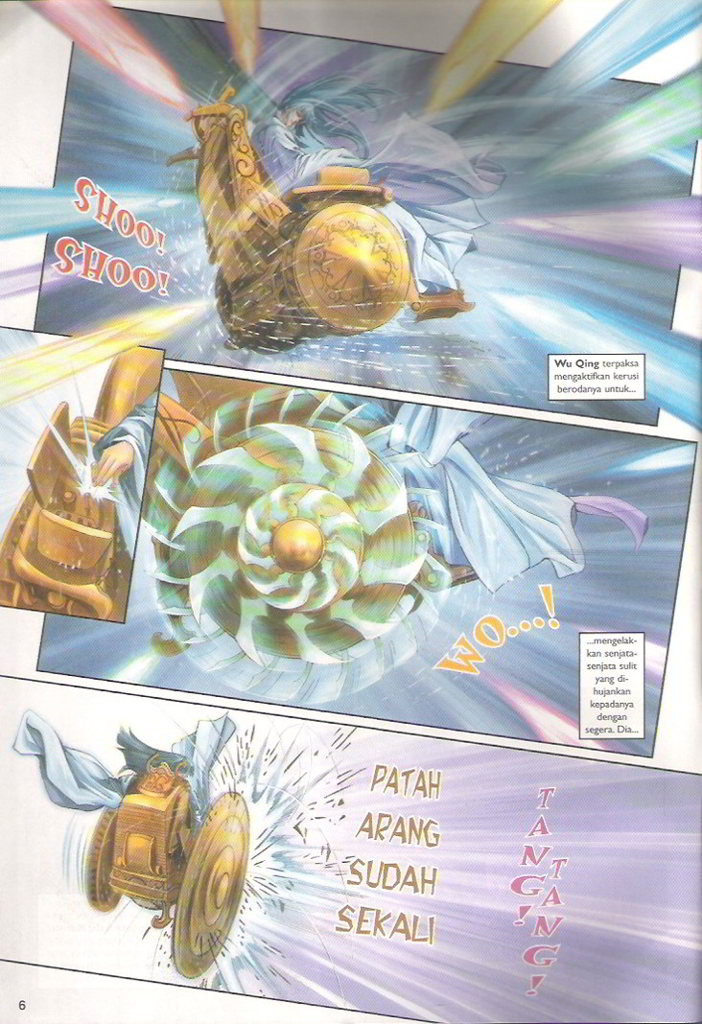 SHOO!
SHOO!
Wu Qing terpaksa
mengaktifkan kerusi
berodanya untuk...
WO...!
...mengelak-
kan senjata-
senjata sulit
yang di-
hujankan
kepadanya
dengan
segera. Dia...
PATAH
ARANG
SUDAH
SEKALI
TANG!
TANG!
6